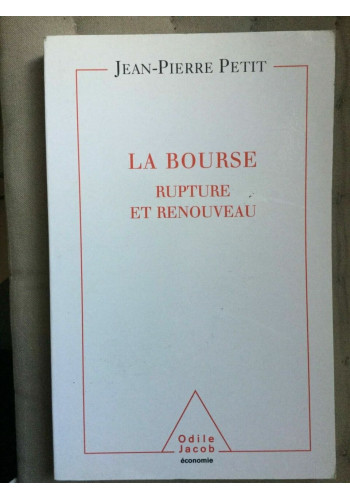 JEAN-PIERRE PETIT
LA BOURSE
RUPTURE
ET RENOUVEAU
Odile
Jacob
économie